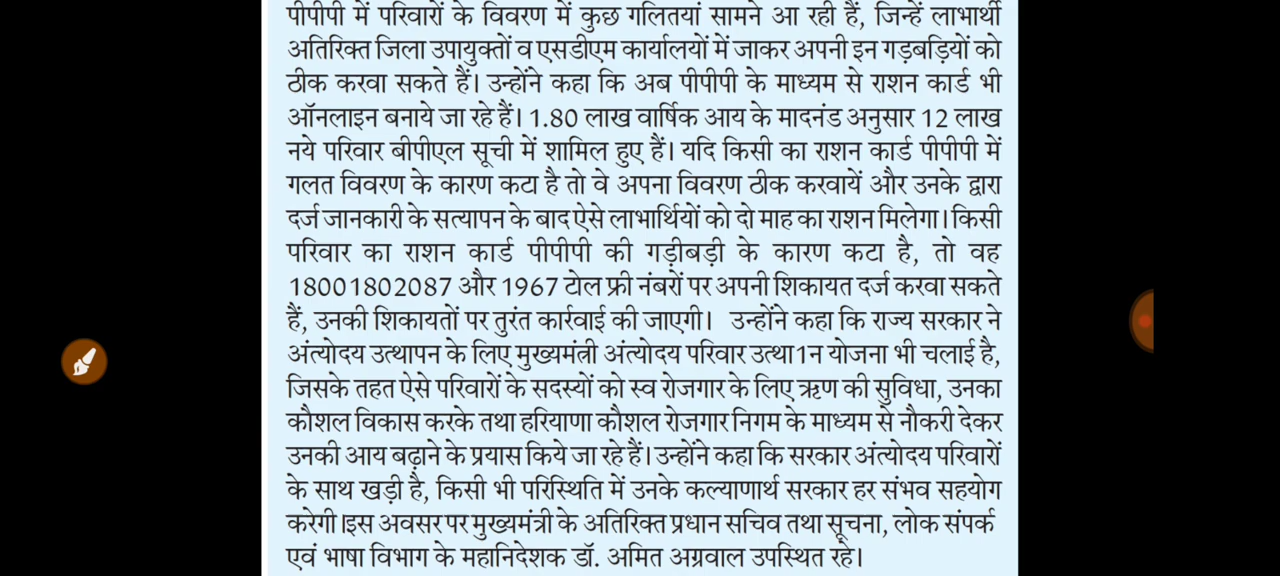 पीपीपी में परिवारों के विवरण में कुछ गलितयां सामने आ रही हैं, जिन्हें लाभार्थी
अतिरिक्त जिला उपायुक्तों व एसडीएम कार्यालयों में जाकर अपनी इन गड़बड़ियों को
ठीक करवा सकते हैं। उन्होंने कहा कि अब पीपीपी के माध्यम से राशन कार्ड भी
ऑनलाइन बनाये जा रहे हैं। 1.80 लाख वार्षिक आय के मादनंड अनुसार 12 लाख
नये परिवार बीपीएल सूची में शामिल हुए हैं। यदि किसी का राशन कार्ड पीपीपी में
गलत विवरण के कारण कटा है तो वे अपना विवरण ठीक करवायें और उनके द्वारा
दर्ज जानकारी के सत्यापन के बाद ऐसे लाभार्थियों को दो माह का राशन मिलेगा। किसी
परिवार का राशन कार्ड पीपीपी की गड़ीबड़ी के कारण कटा है, तो वह
18001802087 और 1967 टोल फ्री नंबरों पर अपनी शिकायत दर्ज करवा सकते
हैं, उनकी शिकायतों पर तुरंत कार्रवाई की जाएगी। उन्होंने कहा कि राज्य सरकार ने
अंत्योदय उत्थापन के लिए मुख्यमंत्री अंत्योदय परिवार उत्था1न योजना भी चलाई है,
जिसके तहत ऐसे परिवारों के सदस्यों को स्व रोजगार के लिए ऋण की सुविधा, उनका
कौशल विकास करके तथा हरियाणा कौशल रोजगार निगम के माध्यम से नौकरी देकर
उनकी आय बढ़ाने के प्रयास किये जा रहे हैं। उन्होंने कहा कि सरकार अंत्योदय परिवारों
के साथ खड़ी है, किसी भी परिस्थिति में उनके कल्याणार्थ सरकार हर संभव सहयोग
करेगी।इस अवसर पर मुख्यमंत्री के अतिरिक्त प्रधान सचिव तथा सूचना, लोक संपर्क
एवं भाषा विभाग के महानिदेशक डॉ. अमित अग्रवाल उपस्थित रहे।